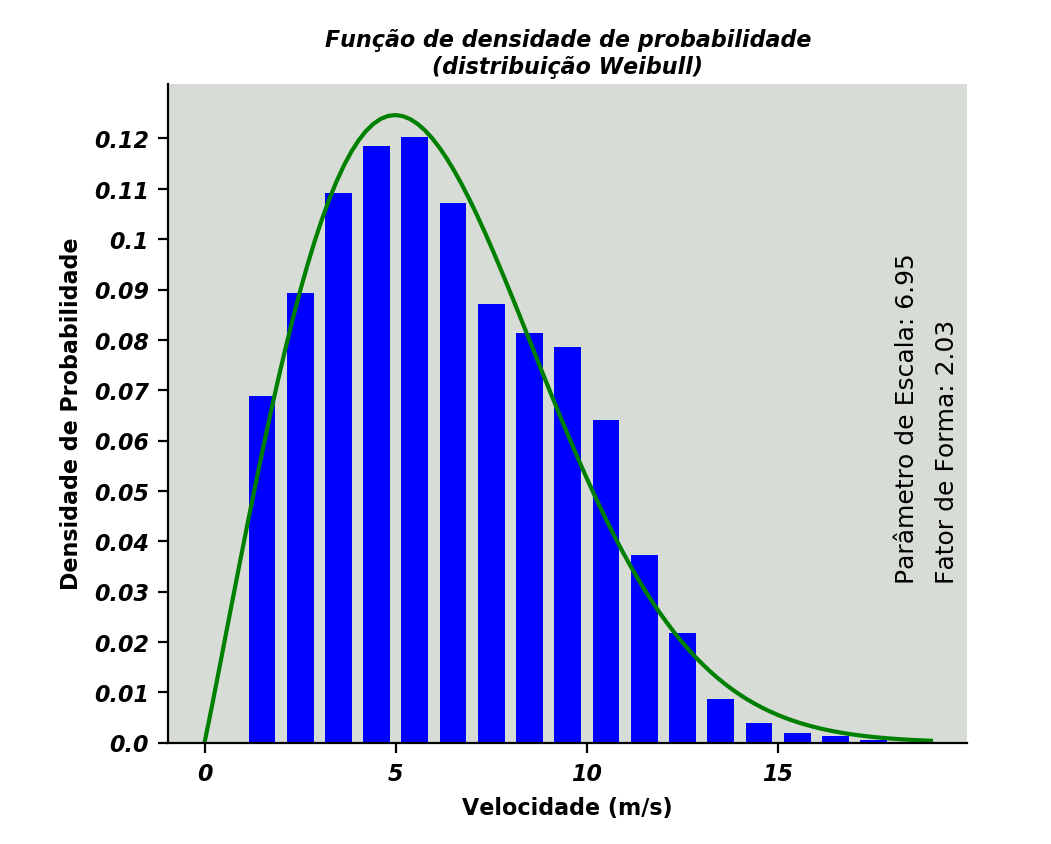 Função de densidade de probabilidade
(distribuição Weibull)
Densidade de Probabilidade
0.12
0.11
0.1
0.09
0.08
0.07
0.06
0.05
0.04
0.03
0.02
0.01
0.0
Parâmetro de Escala: 6.95
Fator de Forma: 2.03
0
5
10
15
Velocidade (m/s)